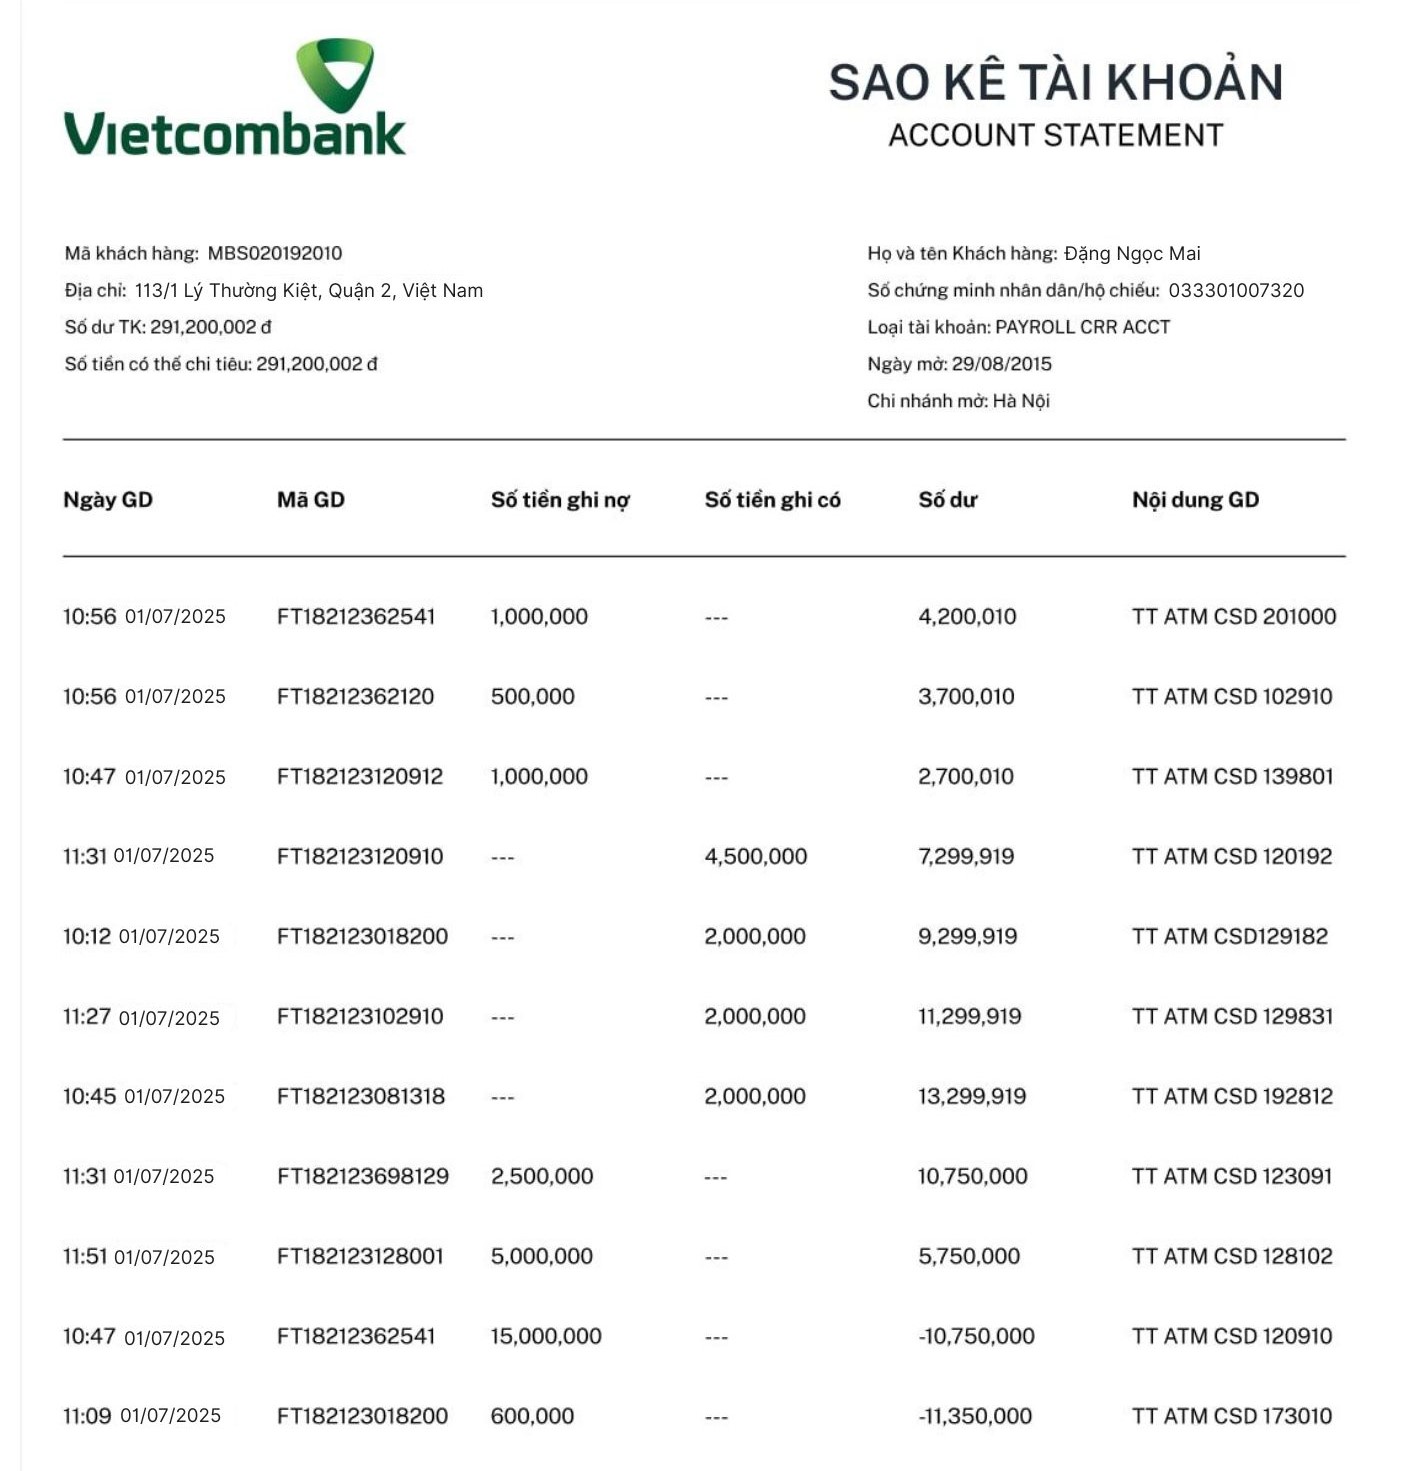 Vietcombank
SAO KÊ TÀI KHOẢN
ACCOUNT STATEMENT
Mã khách hàng: MBS020192010
Địa chỉ: 113/1 Lý Thường Kiệt, Quận 2, Việt Nam
Số dư TK: 291,200,002 đ
Số tiền có thể chi tiêu: 291,200,002 đ
Họ và tên Khách hàng: Đặng Ngọc Mai
Số chứng minh nhân dân/hộ chiếu: 033301007320
Loại tài khoản: PAYROLL CRR ACCT
Ngày mở: 29/08/2015
Chi nhánh mở: Hà Nội
Ngày GD Mã GD Số tiền ghi nợ Số tiền ghi có Số dư Nội dung GD
10:56 01/07/2025 FT18212362541 1,000,000 --- 4,200,010 TT ATM CSD 201000
10:56 01/07/2025 FT18212362120 500,000 --- 3,700,010 TT ATM CSD 102910
10:47 01/07/2025 FT182123120912 1,000,000 --- 2,700,010 TT ATM CSD 139801
11:31 01/07/2025 FT182123120910 --- 4,500,000 7,299,919 TT ATM CSD 120192
10:12 01/07/2025 FT182123018200 --- 2,000,000 9,299,919 TT ATM CSD129182
11:27 01/07/2025 FT182123102910 --- 2,000,000 11,299,919 TT ATM CSD 129831
10:45 01/07/2025 FT182123081318 --- 2,000,000 13,299,919 TT ATM CSD 192812
11:31 01/07/2025 FT182123698129 2,500,000 --- 10,750,000 TT ATM CSD 123091
11:51 01/07/2025 FT182123128001 5,000,000 --- 5,750,000 TT ATM CSD 128102
10:47 01/07/2025 FT18212362541 15,000,000 --- -10,750,000 TT ATM CSD 120910
11:09 01/07/2025 FT182123018200 600,000 --- -11,350,000 TT ATM CSD 173010